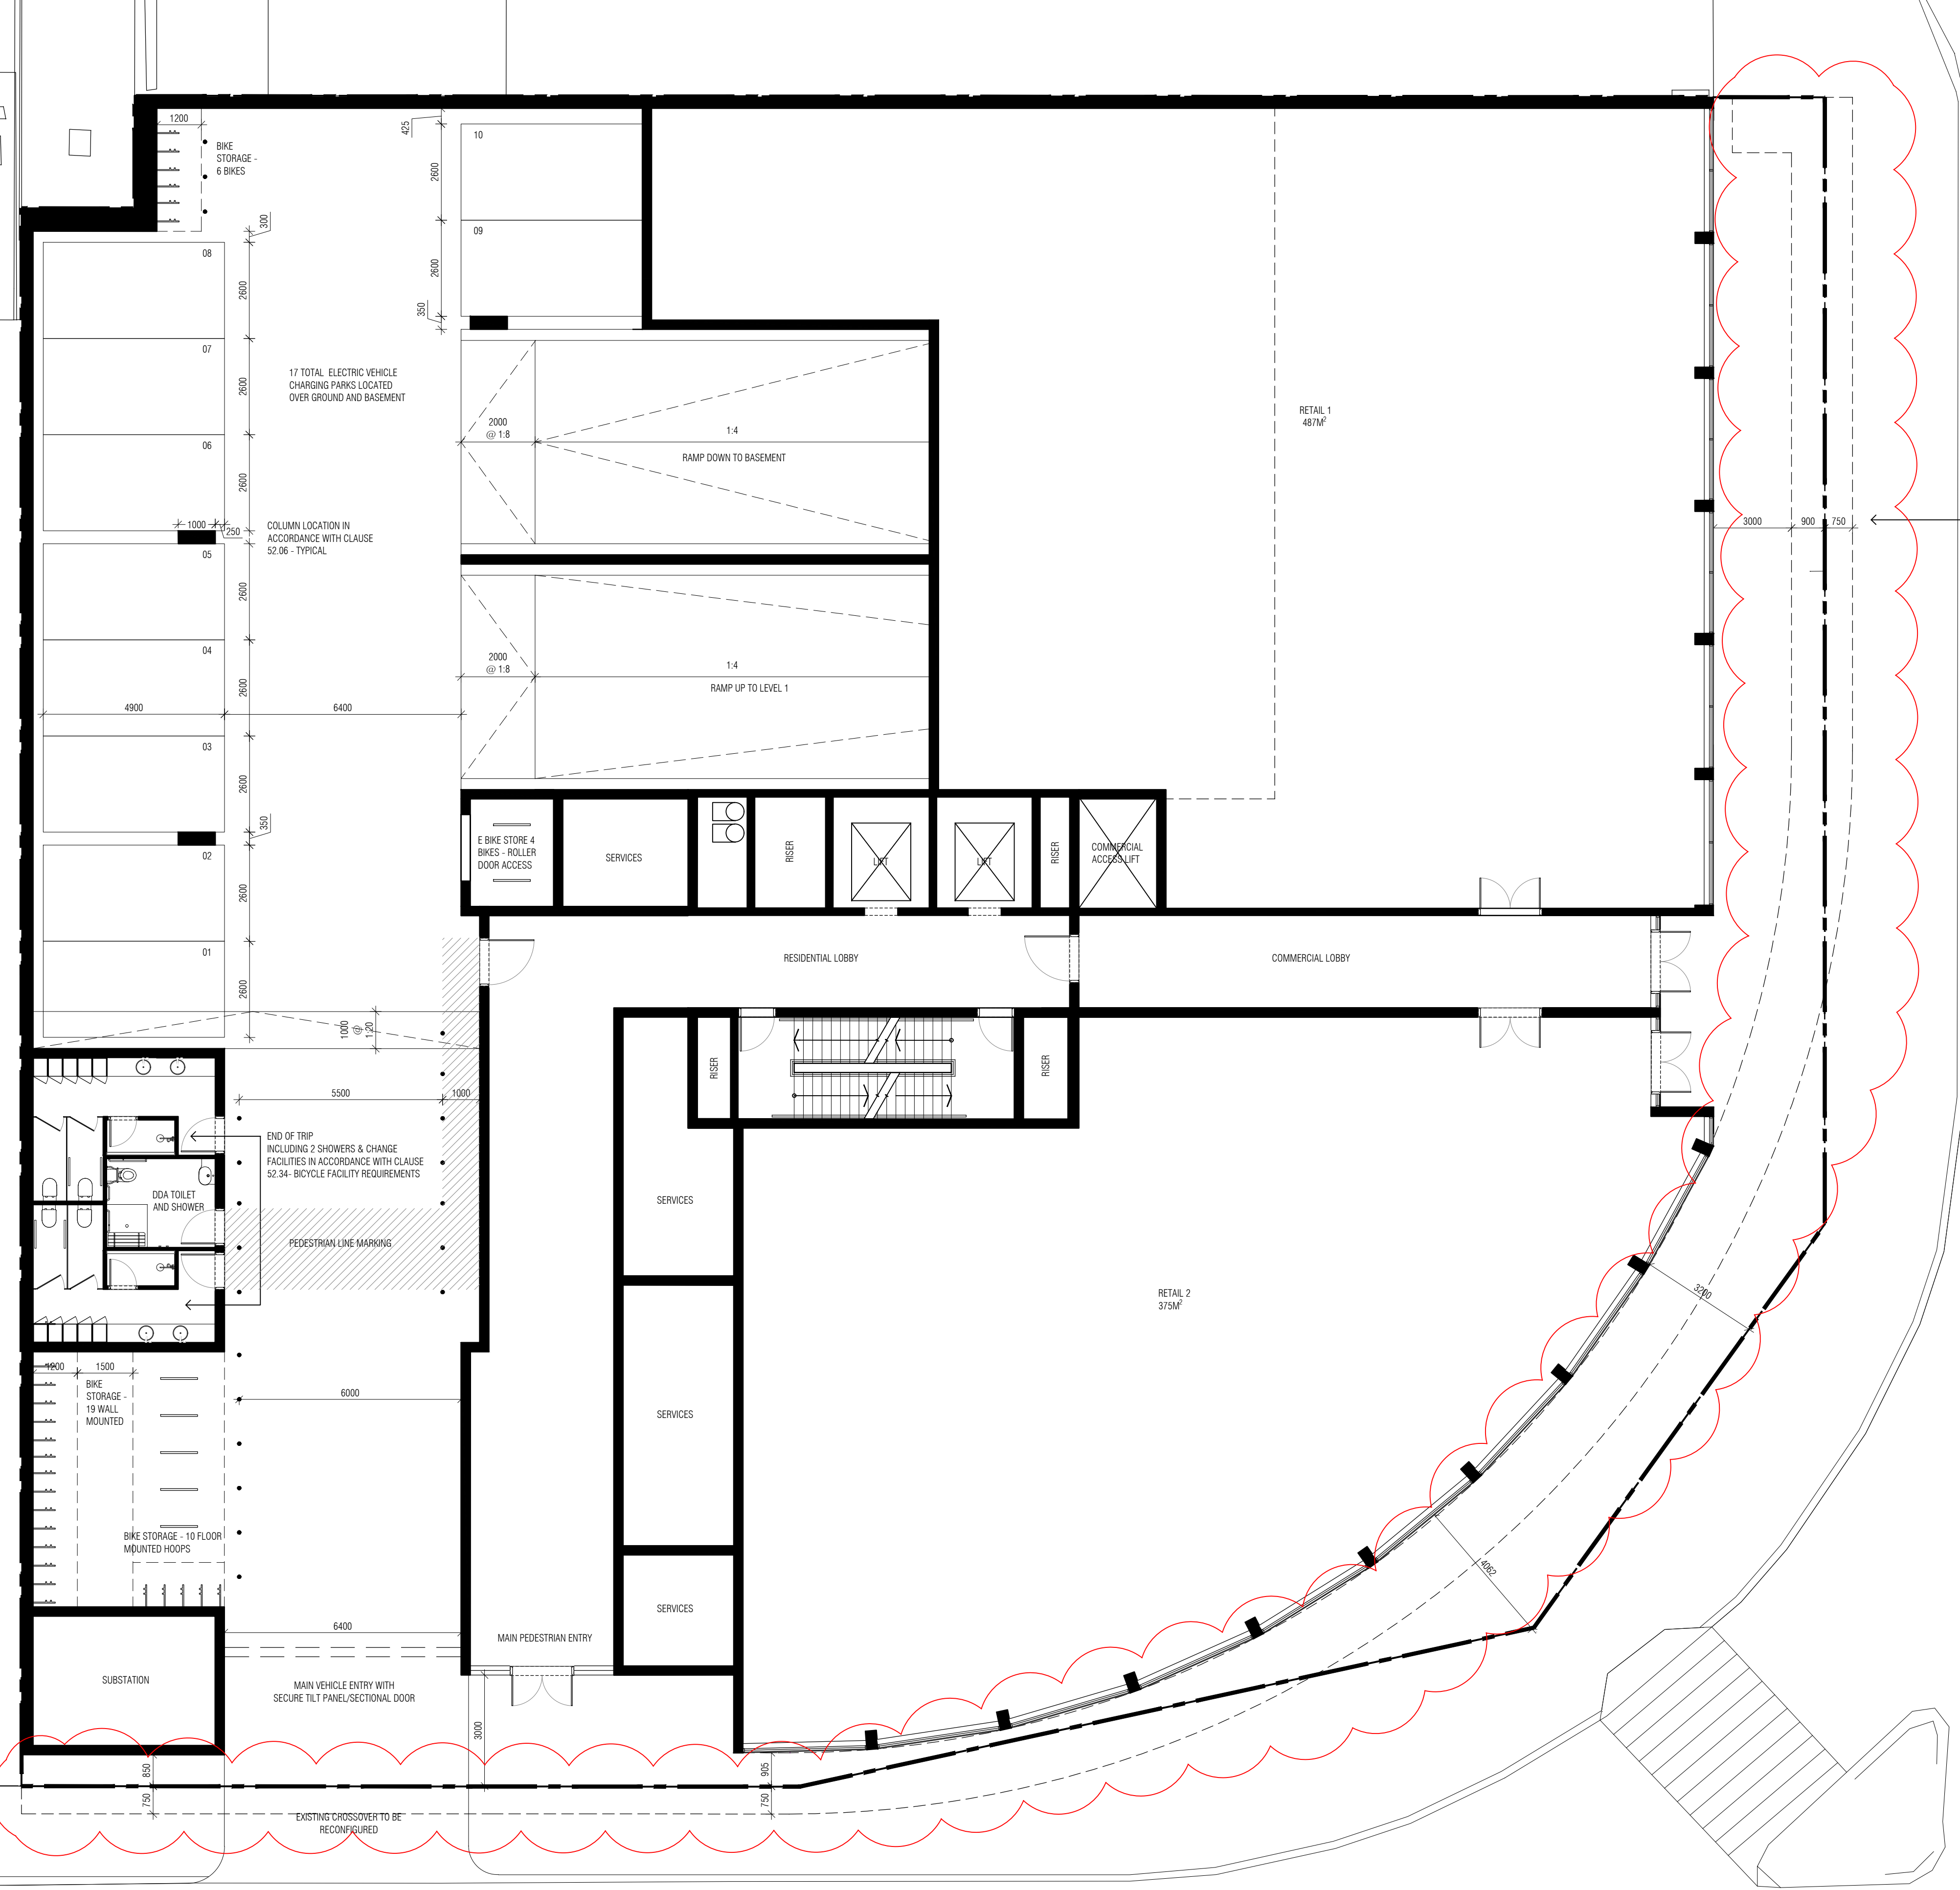 1200
BIKE
STORAGE -
6 BIKES
425
10
2600
300
09
2600
08
350
2600
07
17 TOTAL ELECTRIC VEHICLE
CHARGING PARKS LOCATED
OVER GROUND AND BASEMENT
2600
2000
@ 1:8
1:4
RAMP DOWN TO BASEMENT
RETAIL 1
487M²
06
2600
1000
250
COLUMN LOCATION IN
ACCORDANCE WITH CLAUSE
52.06 - TYPICAL
3000
900
750
05
2600
04
2000
@ 1:8
1:4
RAMP UP TO LEVEL 1
2600
4900
6400
03
2600
350
02
E BIKE STORE 4
BIKES - ROLLER
DOOR ACCESS
SERVICES
RISER
LIFT
LIFT
RISER
COMMERCIAL
ACCESS LIFT
2600
01
2600
RESIDENTIAL LOBBY
COMMERCIAL LOBBY
1000
@
1:20
RISER
RISER
5500
1000
END OF TRIP
INCLUDING 2 SHOWERS & CHANGE
FACILITIES IN ACCORDANCE WITH CLAUSE
52.34- BICYCLE FACILITY REQUIREMENTS
DDA TOILET
AND SHOWER
SERVICES
PEDESTRIAN LINE MARKING
RETAIL 2
375M²
3200
1200
1500
BIKE
STORAGE -
19 WALL
MOUNTED
6000
SERVICES
BIKE STORAGE - 10 FLOOR
MOUNTED HOOPS
4062
SERVICES
6400
MAIN PEDESTRIAN ENTRY
SUBSTATION
MAIN VEHICLE ENTRY WITH
SECURE TILT PANEL/SECTIONAL DOOR
3000
850
905
750
750
EXISTING CROSSOVER TO BE
RECONFIGURED